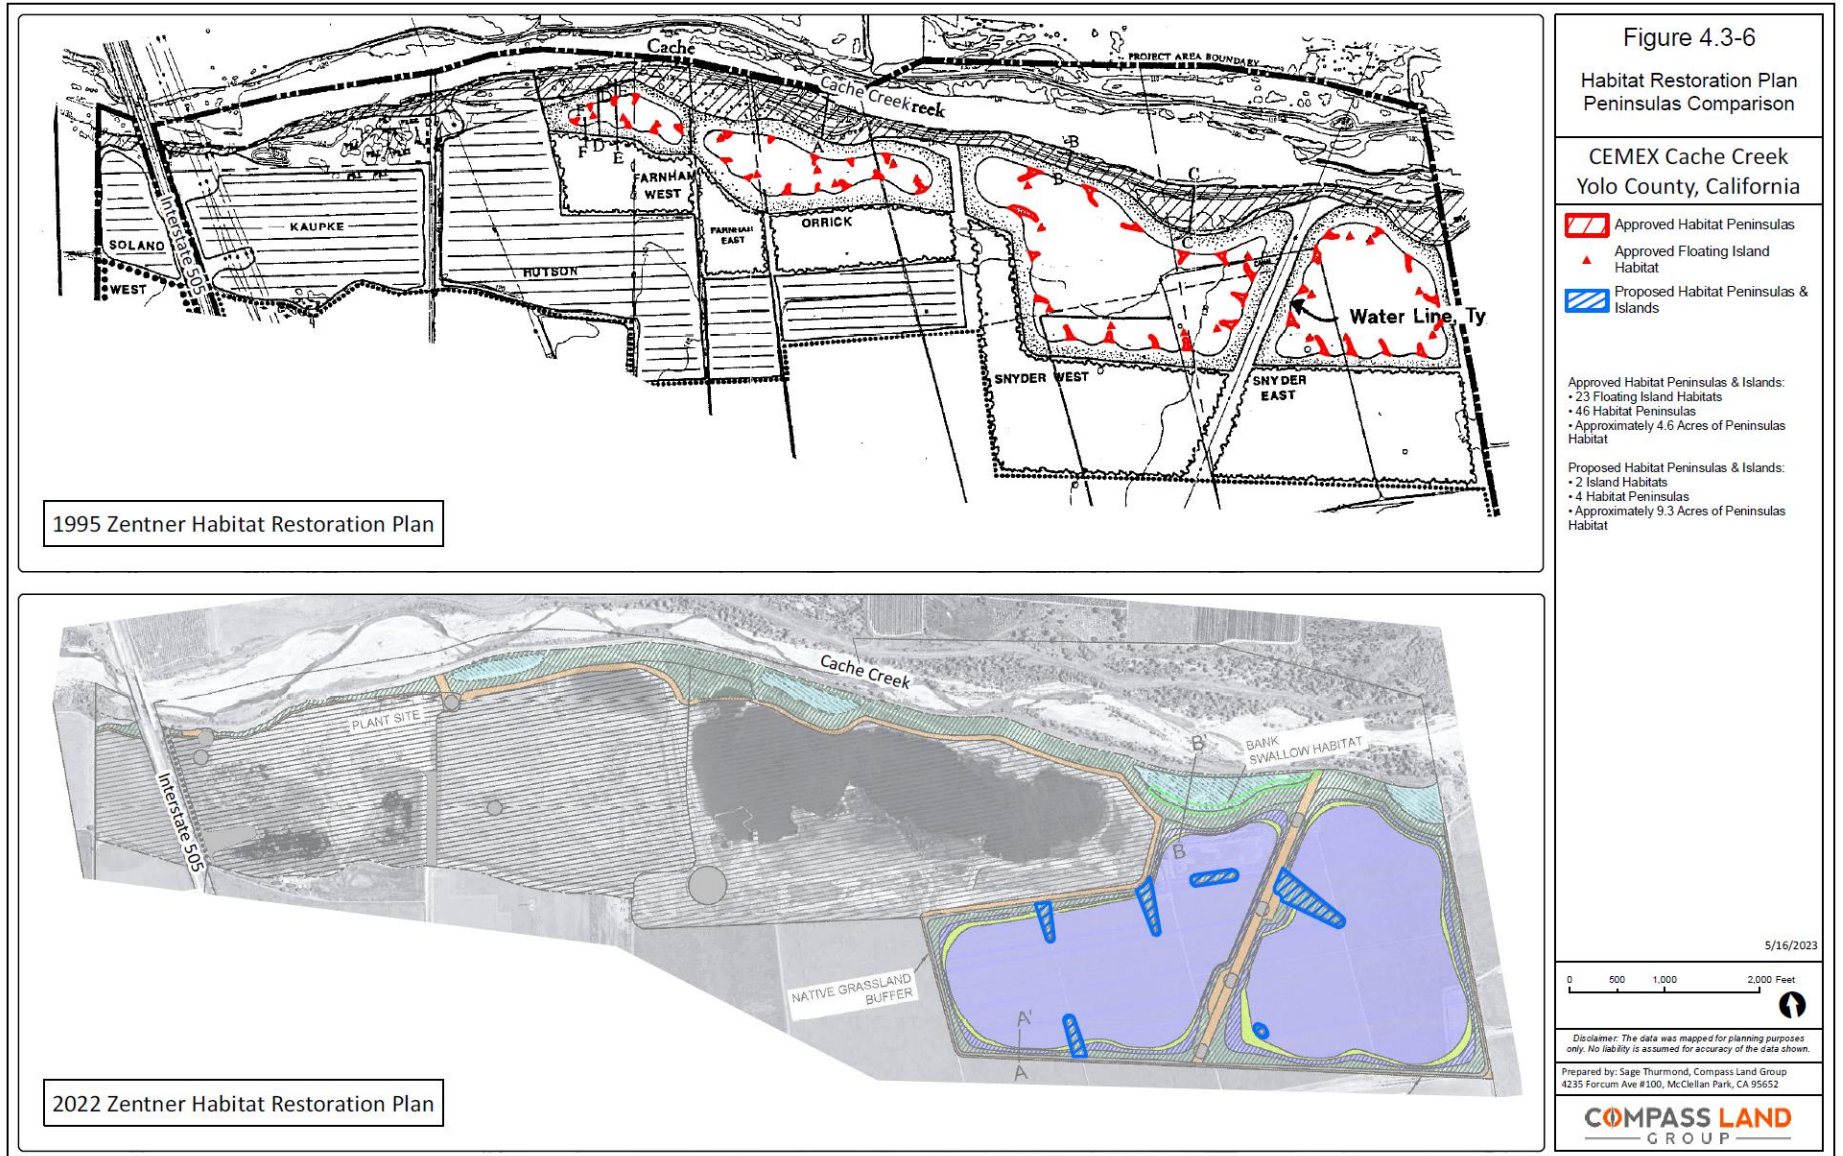 Cache
Cache Creek
reek
PROJECT AREA BOUNDARY
F
D
E
F
D
E
A
B
B
C
C
FARNHAM
WEST
FARNHAM
EAST
ORRICK
KAUPKE
SOLANO
WEST
Interstate 505
HUTSON
Water Line, Ty
SNYDER WEST
SNYDER
EAST
1995 Zentner Habitat Restoration Plan
Cache Creek
PLANT SITE
Interstate 505
B'
BANK
SWALLOW HABITAT
B
NATIVE GRASSLAND
BUFFER
A'
A
2022 Zentner Habitat Restoration Plan
Figure 4.3-6
Habitat Restoration Plan
Peninsulas Comparison
CEMEX Cache Creek
Yolo County, California
Approved Habitat Peninsulas
Approved Floating Island
Habitat
Proposed Habitat Peninsulas &
Islands
Approved Habitat Peninsulas & Islands:
• 23 Floating Island Habitats
• 46 Habitat Peninsulas
• Approximately 4.6 Acres of Peninsulas
Habitat
Proposed Habitat Peninsulas & Islands:
• 2 Island Habitats
• 4 Habitat Peninsulas
• Approximately 9.3 Acres of Peninsulas
Habitat
5/16/2023
0 500 1,000 2,000 Feet
Disclaimer: The data was mapped for planning purposes
only. No liability is assumed for accuracy of the data shown.
Prepared by: Sage Thurmond, Compass Land Group
4235 Forcum Ave #100, McClellan Park, CA 95652
COMPASS LAND
GROUP